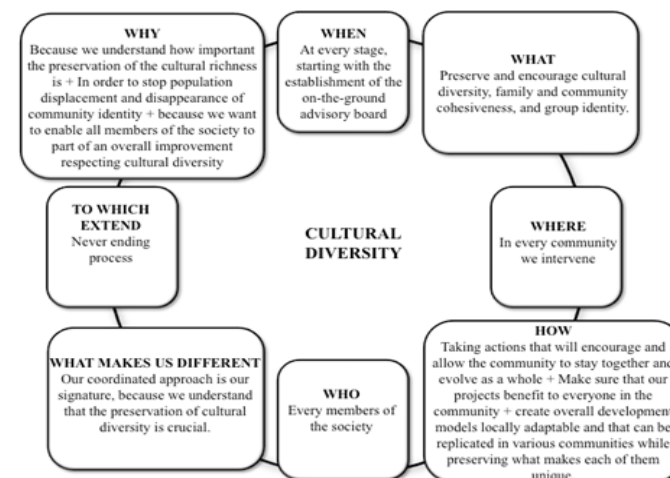 WHY
Because we understand how important
the preservation of the cultural richness
is + In order to stop population
displacement and disappearance of
community identity + because we want
to enable all members of the society to
part of an overall improvement
respecting cultural diversity
WHEN
At every stage,
starting with the
establishment of the
on-the-ground
advisory board
WHAT
Preserve and encourage cultural
diversity, family and community
cohesiveness, and group identity.
TO WHICH
EXTEND
Never ending
process
CULTURAL
DIVERSITY
WHERE
In every community
we intervene
WHAT MAKES US DIFFERENT
Our coordinated approach is our
signature, because we understand
that the preservation of cultural
diversity is crucial.
WHO
Every members of
the society
HOW
Taking actions that will encourage and
allow the community to stay together and
evolve as a whole + Make sure that our
projects benefit to everyone in the
community + create overall development
models locally adaptable and that can be
replicated in various communities while
preserving what makes each of them
unique